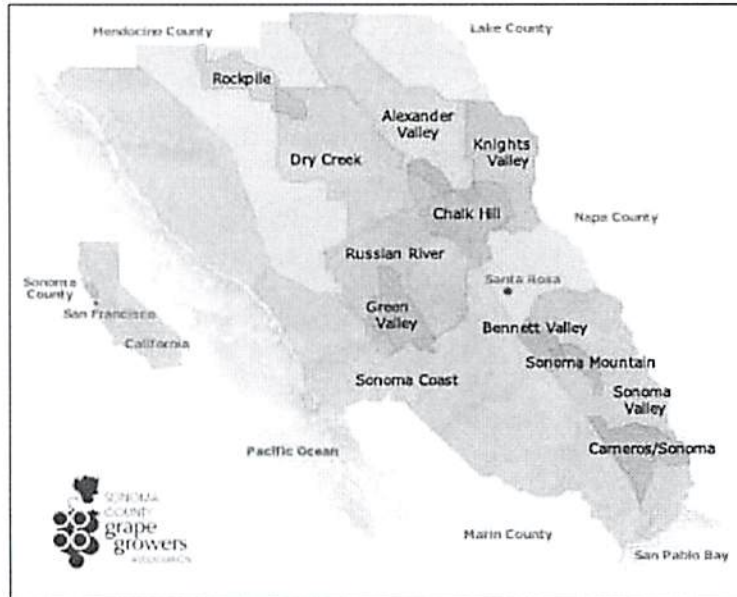 Mendocino County
Lake County
Rockpile
Alexander
Valley
Knights
Valley
Dry Creek
Chalk Hill
Napa County
Russian River
Sonoma
County
San Francisco
California
Santa Rosa
Green
Valley
Bennett Valley
Sonoma Mountain
Sonoma Coast
Sonoma
Valley
Pacific Ocean
Carneros/Sonoma
SONOMA
COUNTY
grape
growers
ASSOCIATION
Marin County
San Pablo Bay